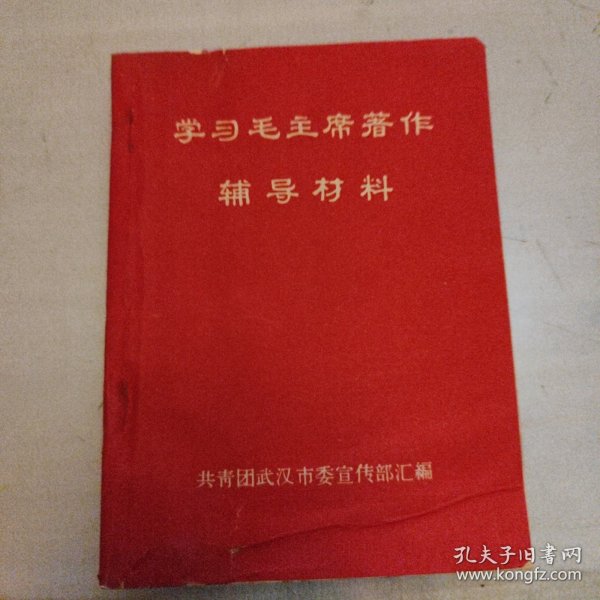 学习毛主席著作
辅导材料
共青团武汉市委宣传部汇編
孔夫子旧书网
www.kongfz.com